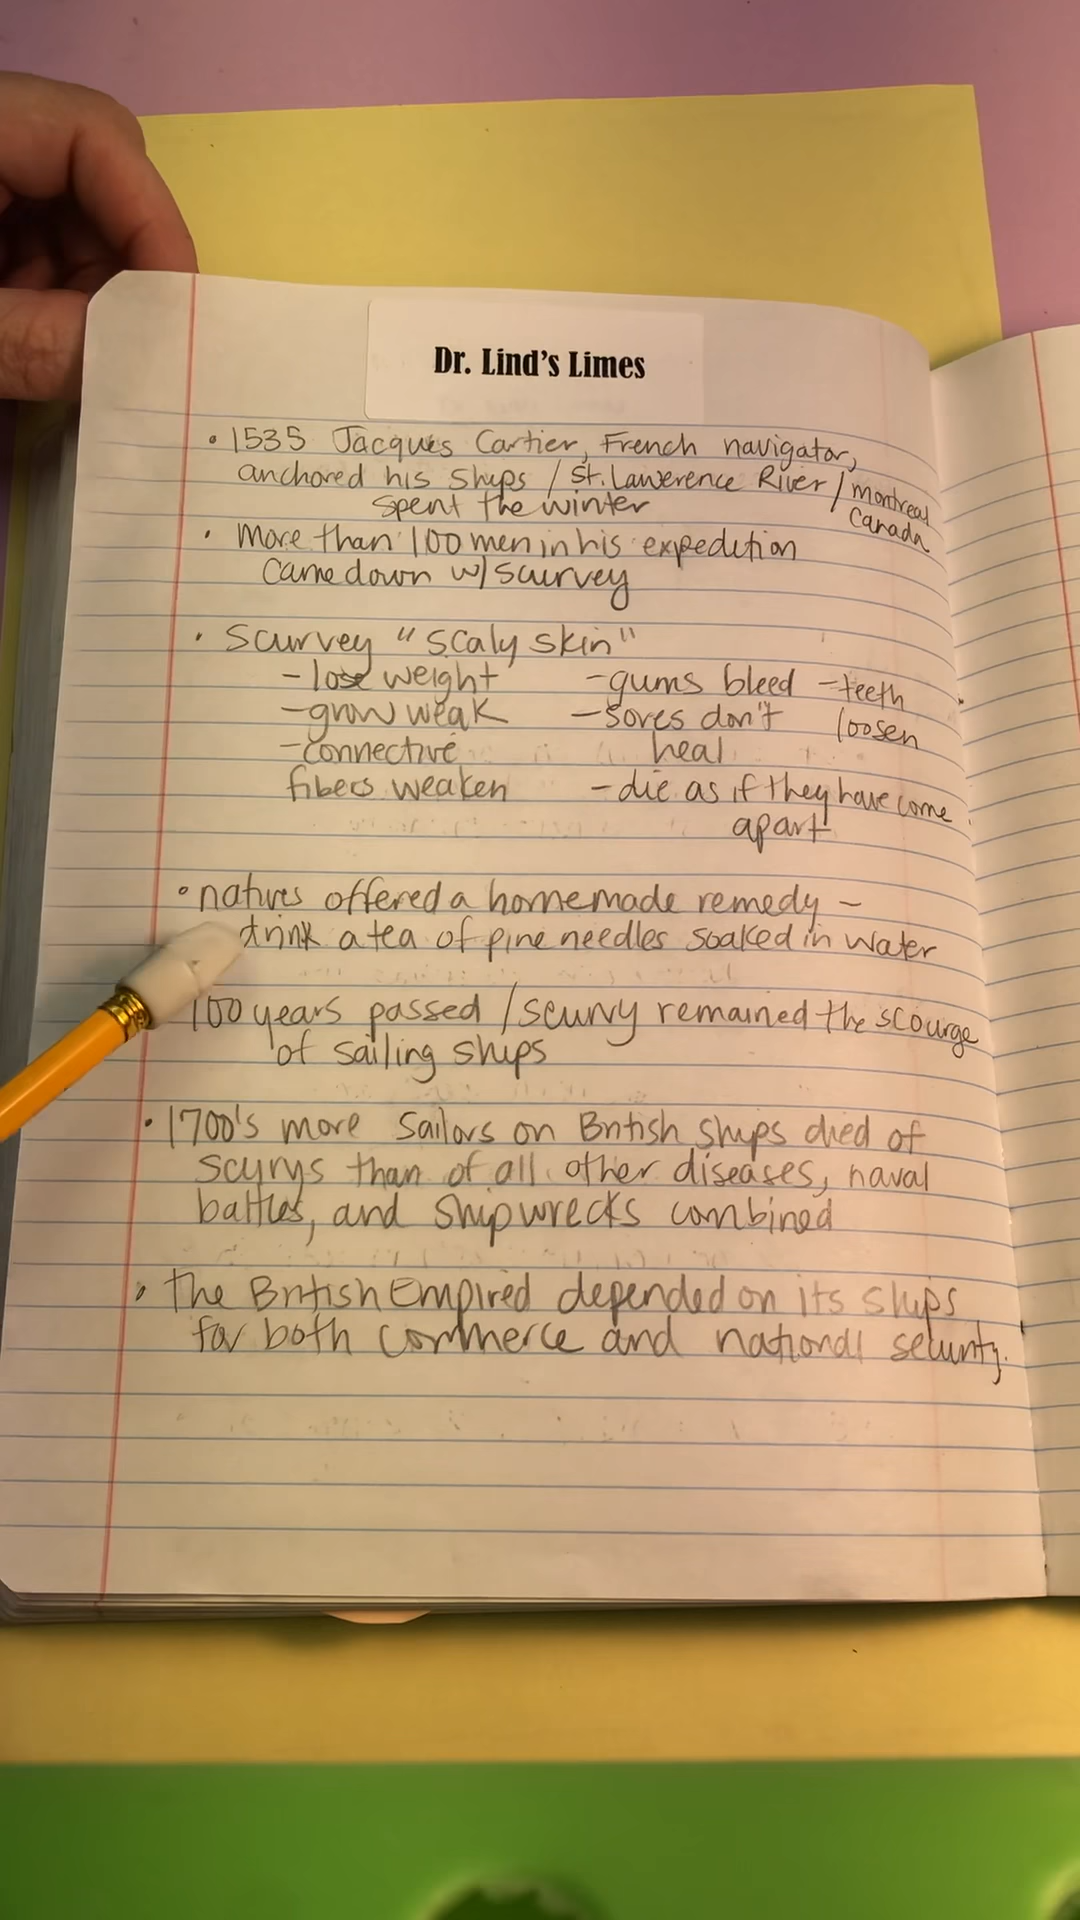 Dr. Lind's Limes
• 1535 Jacques Cartier, French navigator,
anchored his ships / St. Lawerence River / montreal
spent the winter Canada
• more than 100 men in his expedition
came down w/ scurvey
• scurvey "scaly skin"
- lose weight - gums bleed - teeth
- grow weak - sores don't loosen
- connective heal
fibers weaken - die as if they have come
apart
• natives offered a homemade remedy -
drink a tea of pine needles soaked in water
100 years passed / scurvy remained the scourge
of sailing ships
• 1700's more sailors on British ships died of
scyrys than of all other diseases, naval
battles, and shipwrecks combined
• The British Empired depended on its ships
for both commerce and national security.